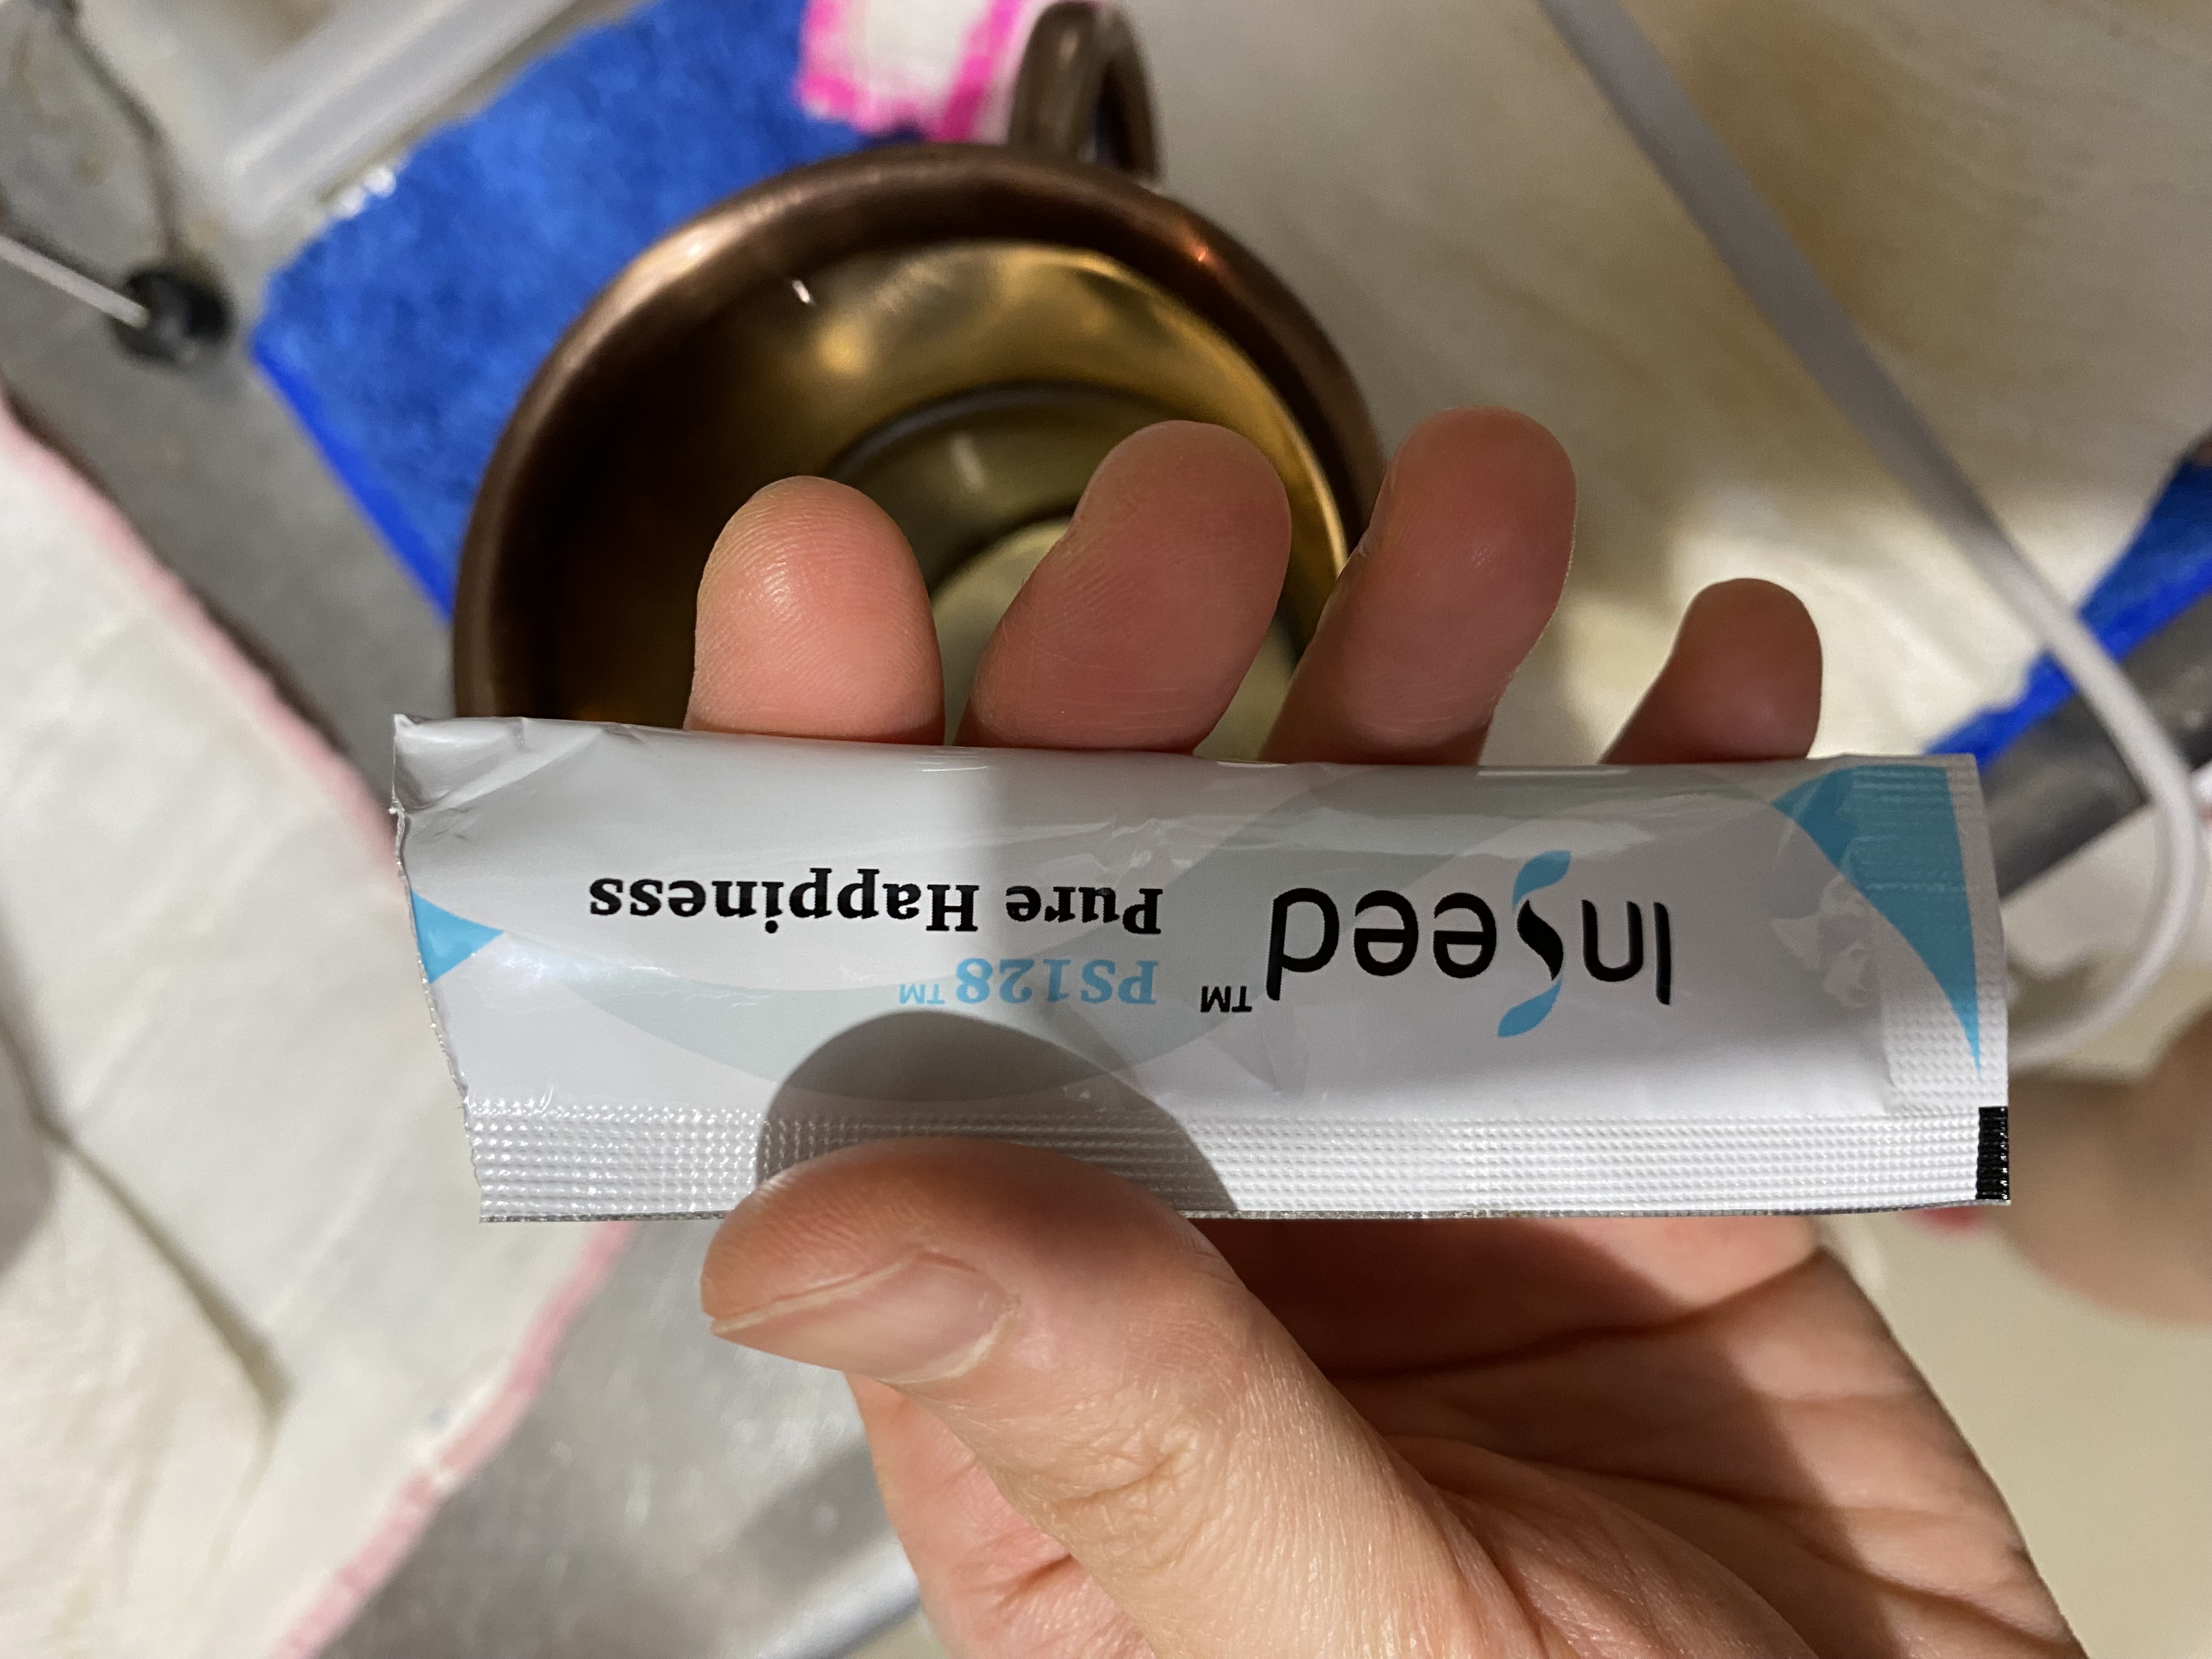 InSeed™
PS128™
Pure Happiness